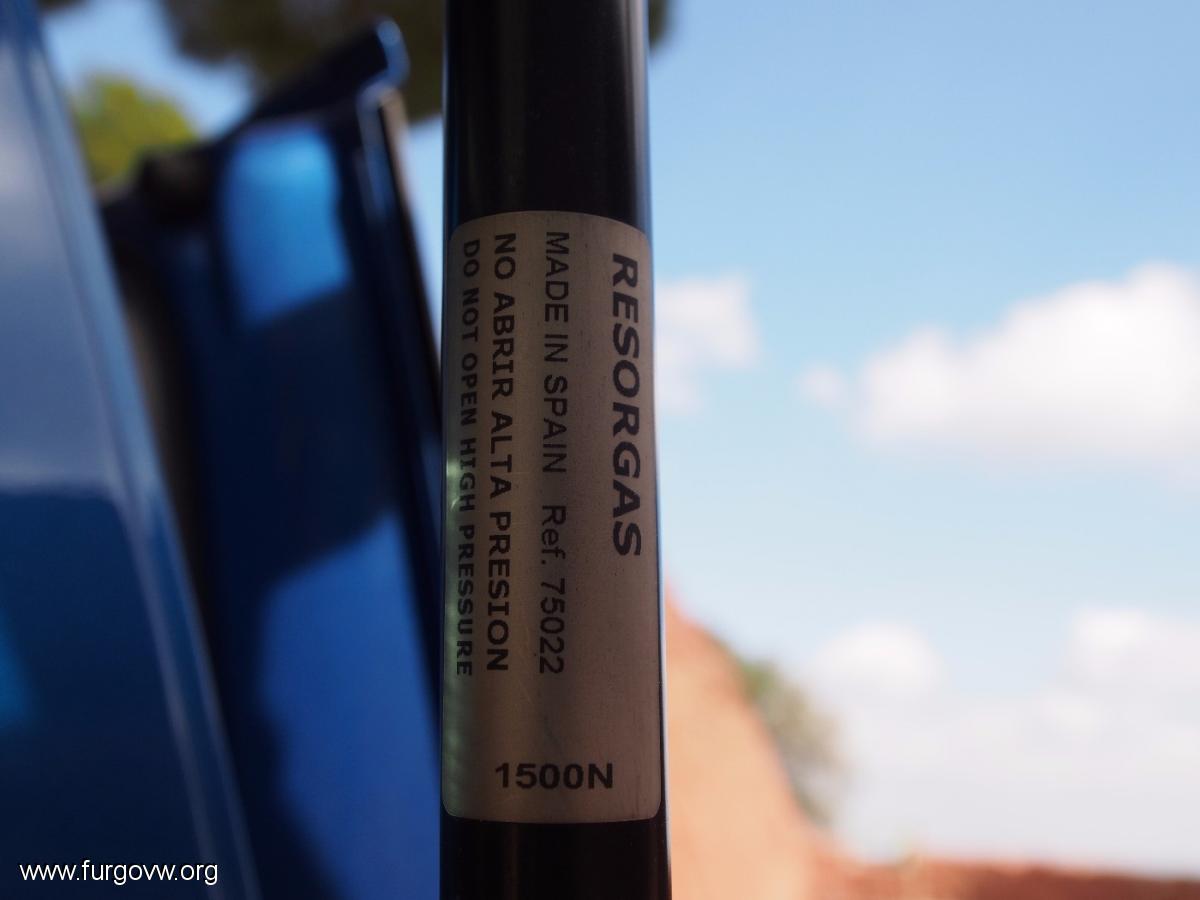 RESORGAS
MADE IN SPAIN Ref. 75022
NO ABRIR ALTA PRESION
DO NOT OPEN HIGH PRESSURE
1500N
www.furgovw.org